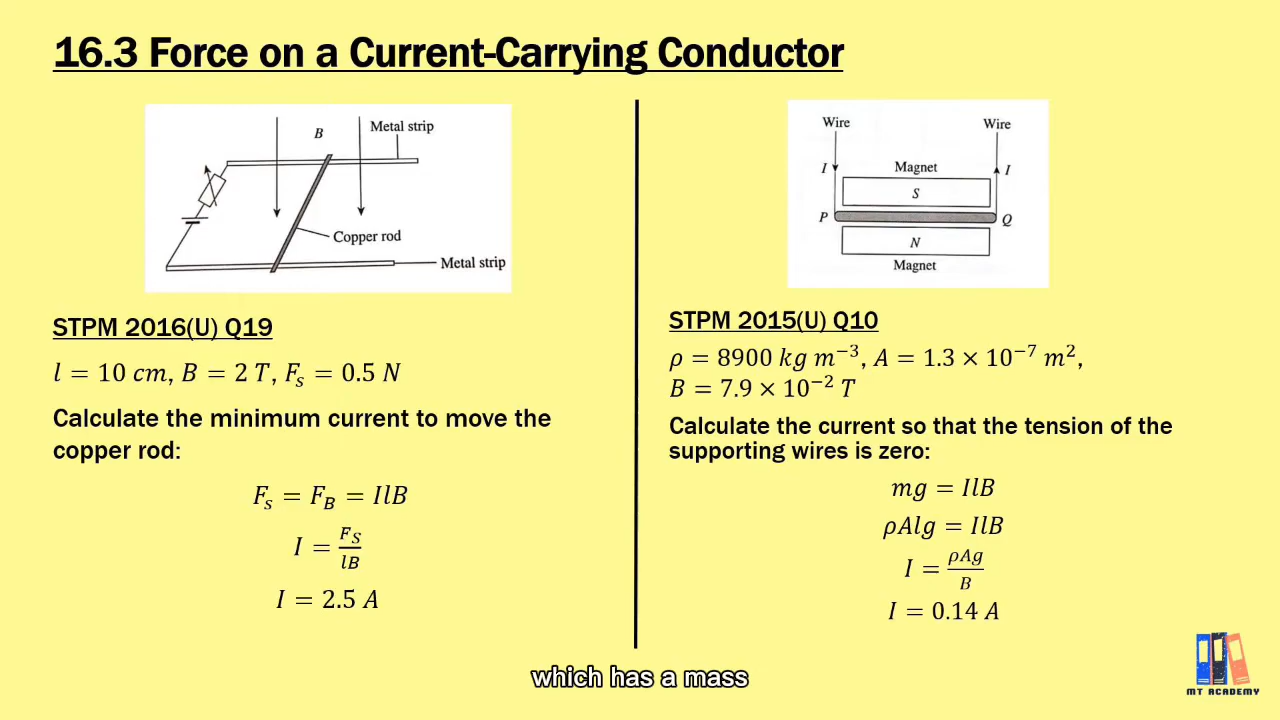 16.3 Force on a Current-Carrying Conductor
B
Metal strip
Copper rod
Metal strip
STPM 2016(U) Q19
l = 10 cm, B = 2 T, Fₛ = 0.5 N
Calculate the minimum current to move the
copper rod:
Fₛ = F_B = IlB
I = F_S/lB
I = 2.5 A
Wire Wire
I I
Magnet
S
P Q
N
Magnet
STPM 2015(U) Q10
ρ = 8900 kg m⁻³, A = 1.3 × 10⁻⁷ m²,
B = 7.9 × 10⁻² T
Calculate the current so that the tension of the
supporting wires is zero:
mg = IlB
ρAlg = IlB
I = ρAg/B
I = 0.14 A
which has a mass
MT ACADEMY